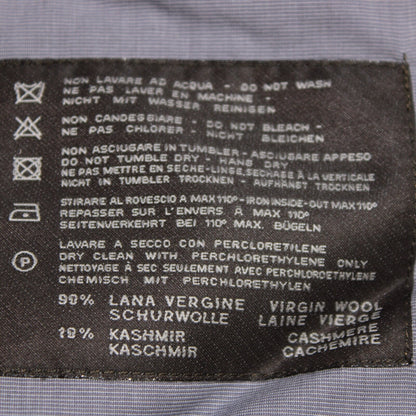 NON LAVARE AD ACQUA - DO NOT WASH
NE PAS LAVER EN MACHINE -
NICHT MIT WASSER REINIGEN
NON CANDEGGIARE - DO NOT BLEACH -
NE PAS CHLORER - NICHT BLEICHEN
NON ASCIUGARE IN TUMBLER - ASCIUGARE APPESO
DO NOT TUMBLE DRY - HANG DRY
NE PAS METTRE EN SECHE-LINGE, SECAGE A LA VERTICALE
NICHT IN TUMBLER TROCKNEN - AUFHÄNGT TROCKNEN
STIRARE AL ROVESCIO A MAX 110° - IRON INSIDE-OUT MAX 110°
REPASSER SUR L'ENVERS A MAX 110°
SEITENVERKEHRT BEI 110° MAX. BÜGELN
P
LAVARE A SECCO CON PERCLORETILENE
DRY CLEAN WITH PERCHLORETHYLENE ONLY
NETTOYAGE A SEC SEULEMENT AVEC PERCHLOROETHYLENE
CHEMISCH MIT PERCHLORETHYLEN
90% LANA VERGINE VIRGIN WOOL
SCHURWOLLE LAINE VIERGE
10% KASHMIR CASHMERE
KASCHMIR CACHEMIRE